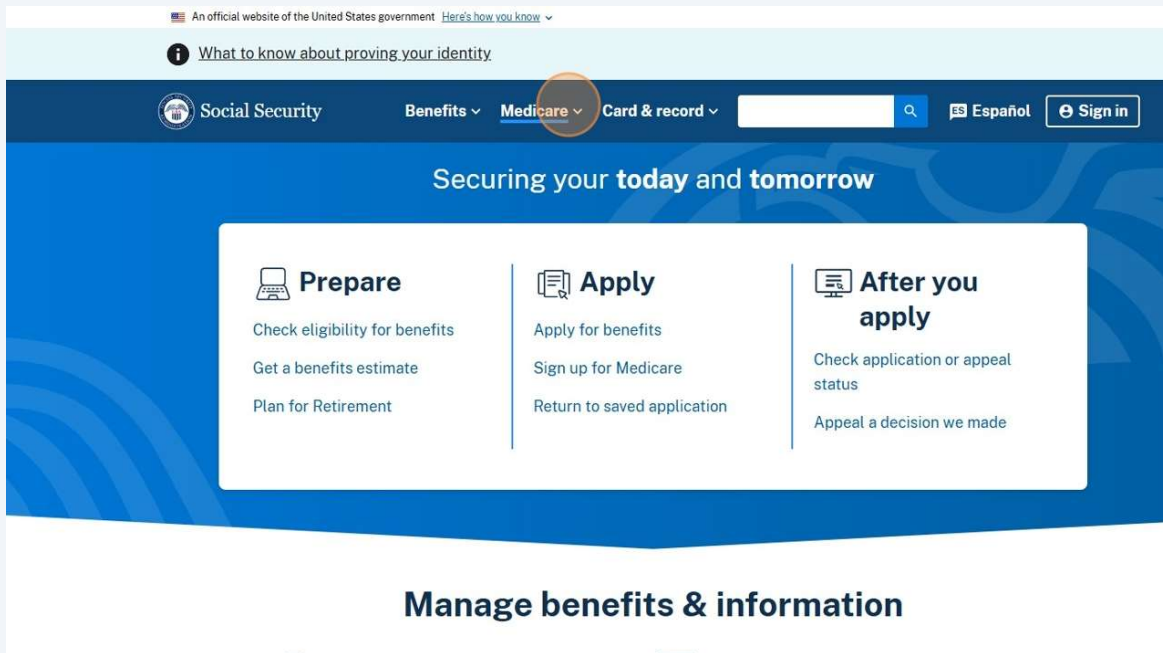 An official website of the United States government Here's how you know
What to know about proving your identity
Social Security Benefits Medicare Card & record ES Español Sign in
Securing your today and tomorrow
Prepare
Check eligibility for benefits
Get a benefits estimate
Plan for Retirement
Apply
Apply for benefits
Sign up for Medicare
Return to saved application
After you
apply
Check application or appeal
status
Appeal a decision we made
Manage benefits & information